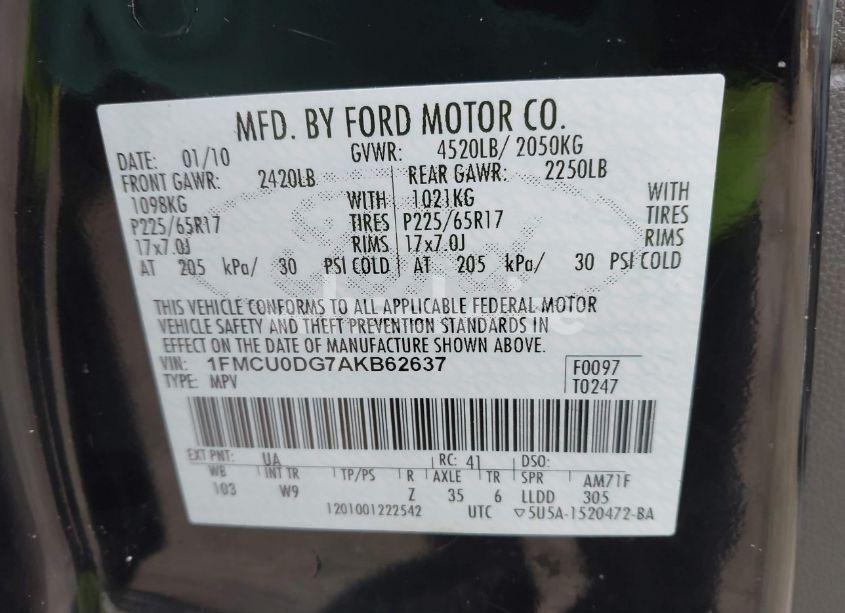 MFD. BY FORD MOTOR CO.
DATE: 01/10 GVWR: 4520LB/ 2050KG
FRONT GAWR: 2420LB REAR GAWR: 2250LB
1098KG WITH 1021KG WITH
P225/65R17 TIRES P225/65R17 TIRES
17x7.0J RIMS 17x7.0J RIMS
AT 205 kPa/ 30 PSI COLD AT 205 kPa/ 30 PSI COLD
THIS VEHICLE CONFORMS TO ALL APPLICABLE FEDERAL MOTOR
VEHICLE SAFETY AND THEFT PREVENTION STANDARDS IN
EFFECT ON THE DATE OF MANUFACTURE SHOWN ABOVE.
VIN: 1FMCU0DG7AKB62637 F0097
TYPE: MPV T0247
EXT PNT: UA RC: 41 DSO:
WB INT TR TP/PS R AXLE TR SPR AM71F
103 W9 Z 35 6 LLDD 305
1201001222542 UTC ▽5U5A-1520472-BA